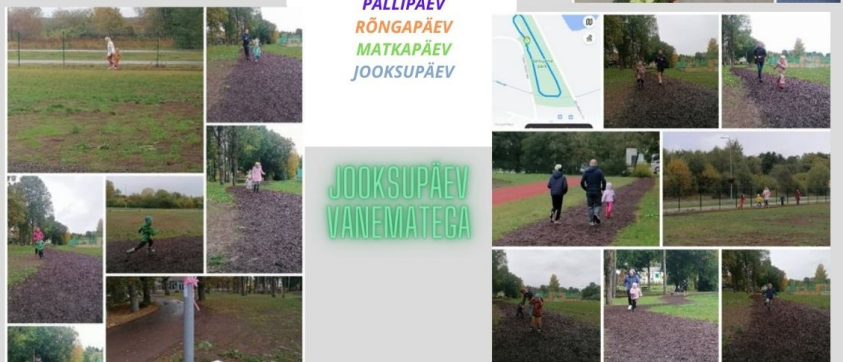 PALLIPÄEV
RÕNGAPÄEV
MATKAPÄEV
JOOKSUPÄEV
JOOKSUPÄEV
VANEMATEGA